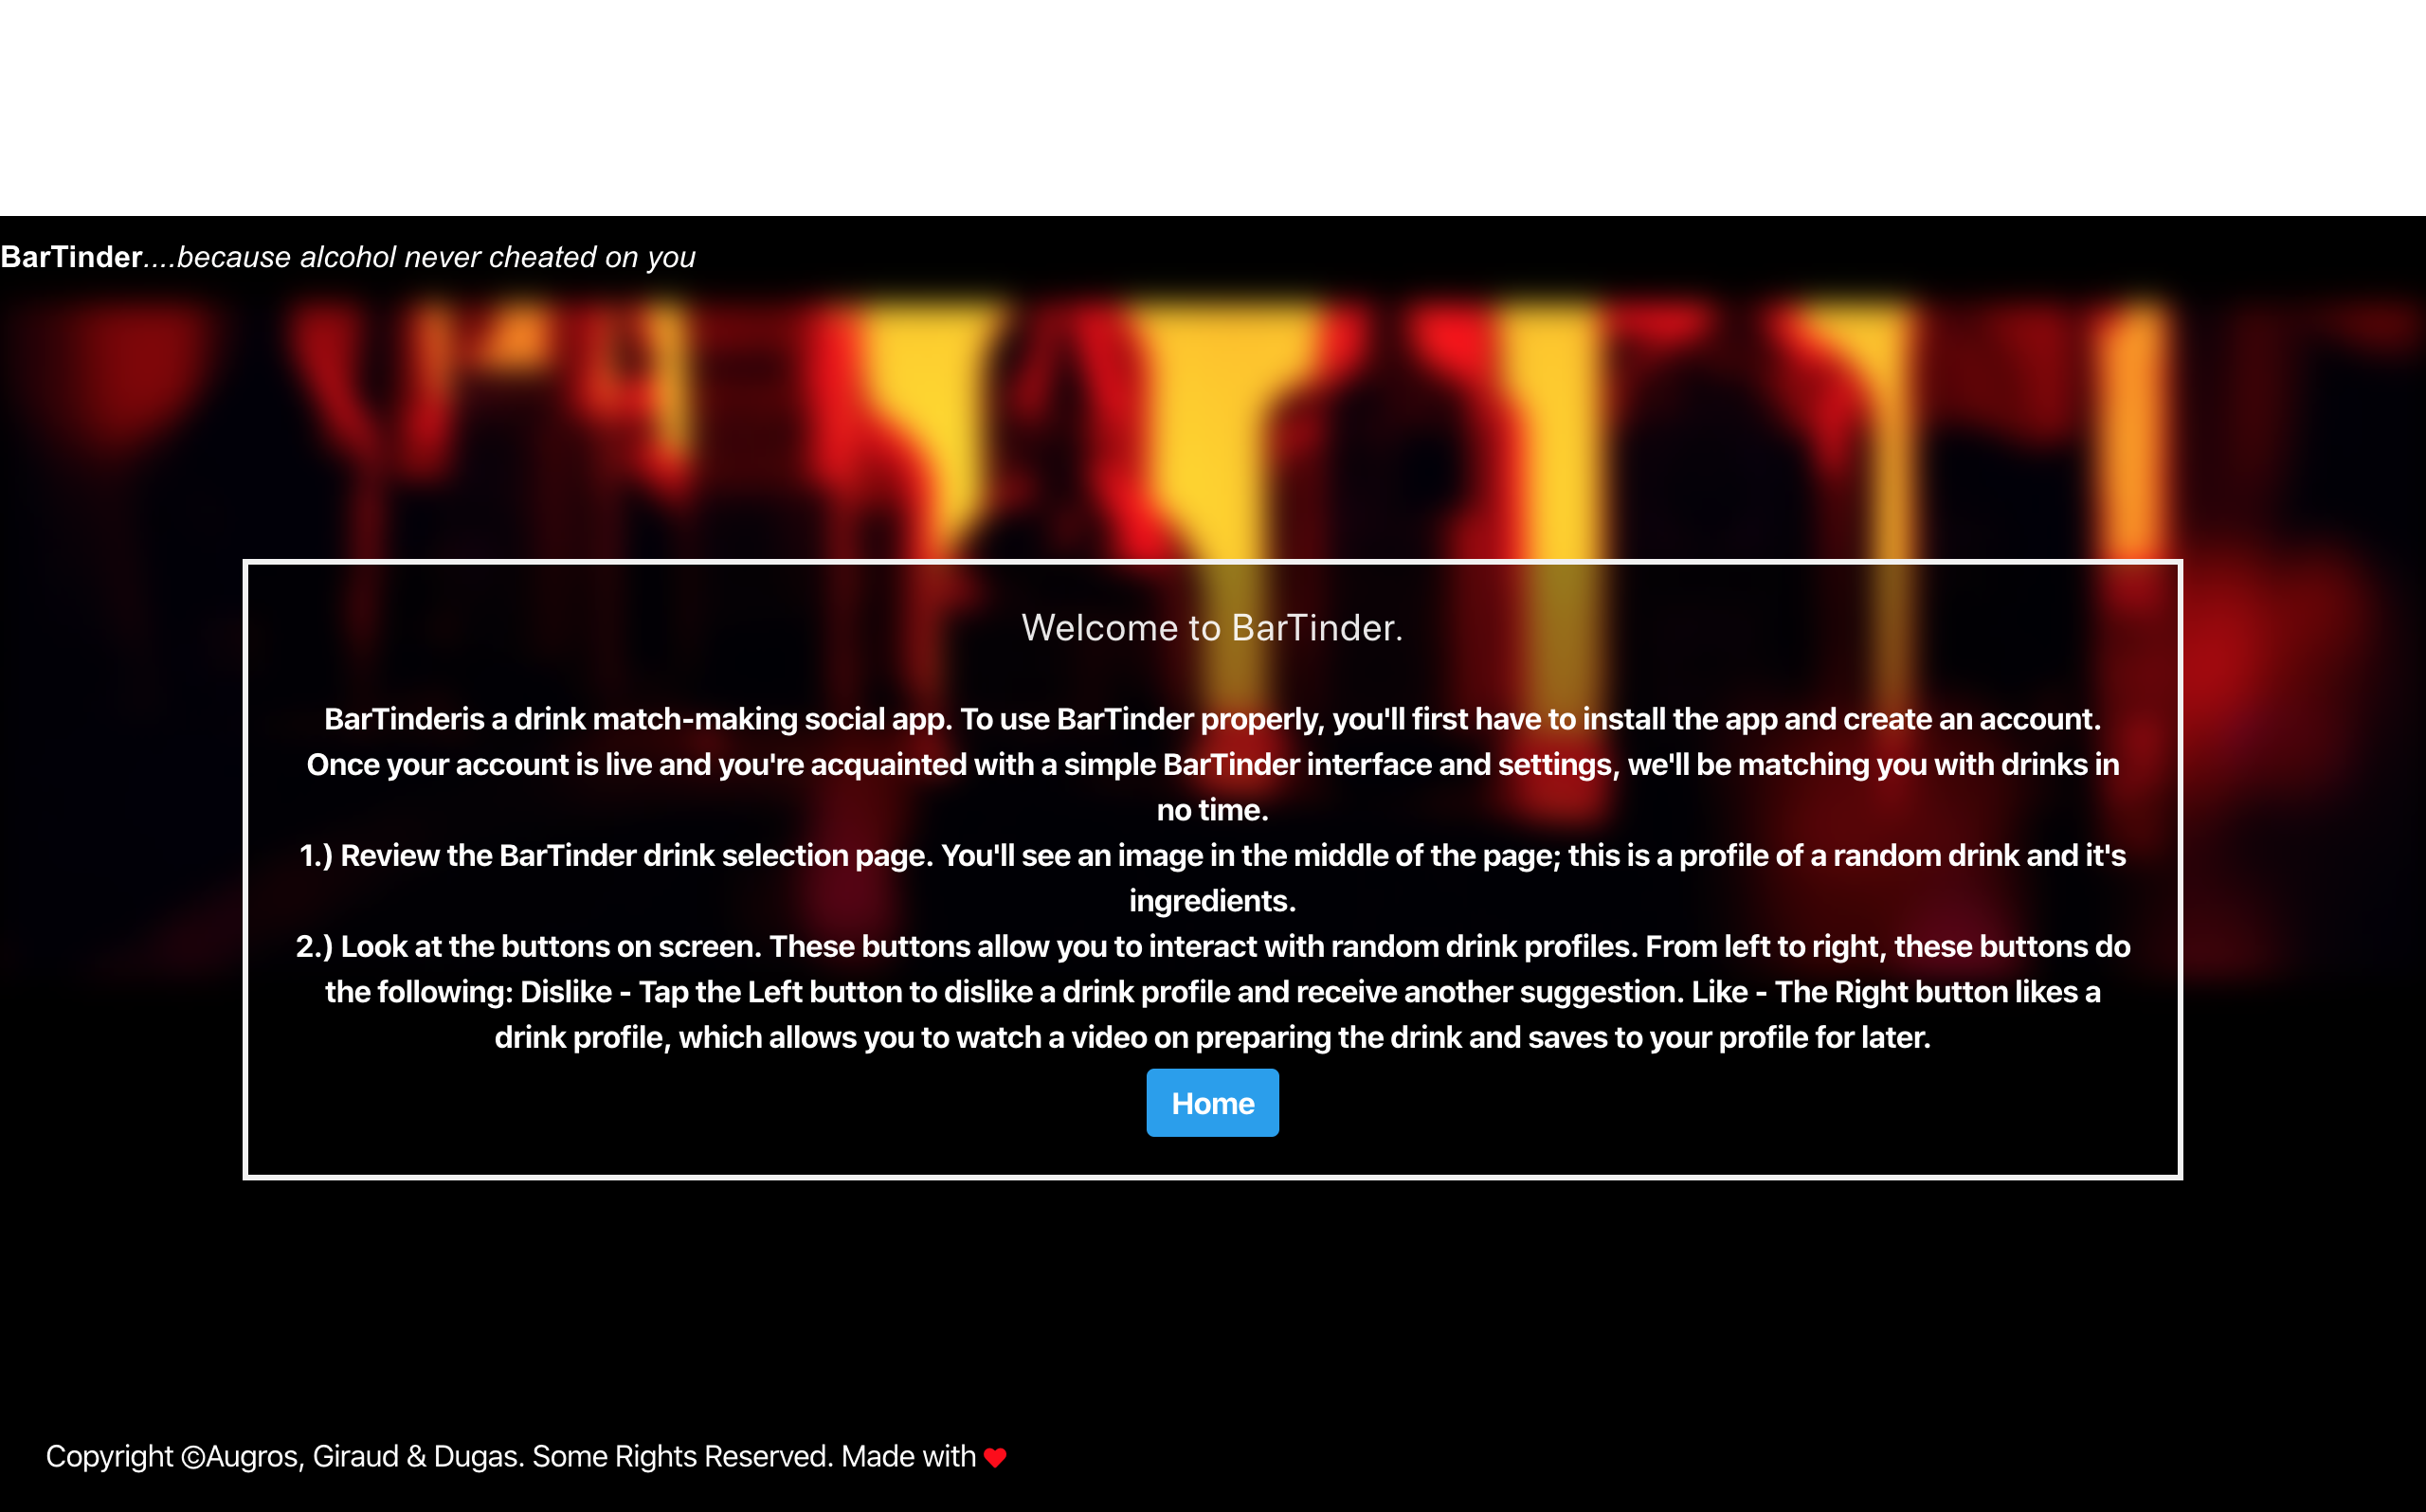 BarTinder....because alcohol never cheated on you
Welcome to BarTinder.
BarTinderis a drink match-making social app. To use BarTinder properly, you'll first have to install the app and create an account.
Once your account is live and you're acquainted with a simple BarTinder interface and settings, we'll be matching you with drinks in
no time.
1.) Review the BarTinder drink selection page. You'll see an image in the middle of the page; this is a profile of a random drink and it's
ingredients.
2.) Look at the buttons on screen. These buttons allow you to interact with random drink profiles. From left to right, these buttons do
the following: Dislike - Tap the Left button to dislike a drink profile and receive another suggestion. Like - The Right button likes a
drink profile, which allows you to watch a video on preparing the drink and saves to your profile for later.
Home
Copyright ©Augros, Giraud & Dugas. Some Rights Reserved. Made with ❤